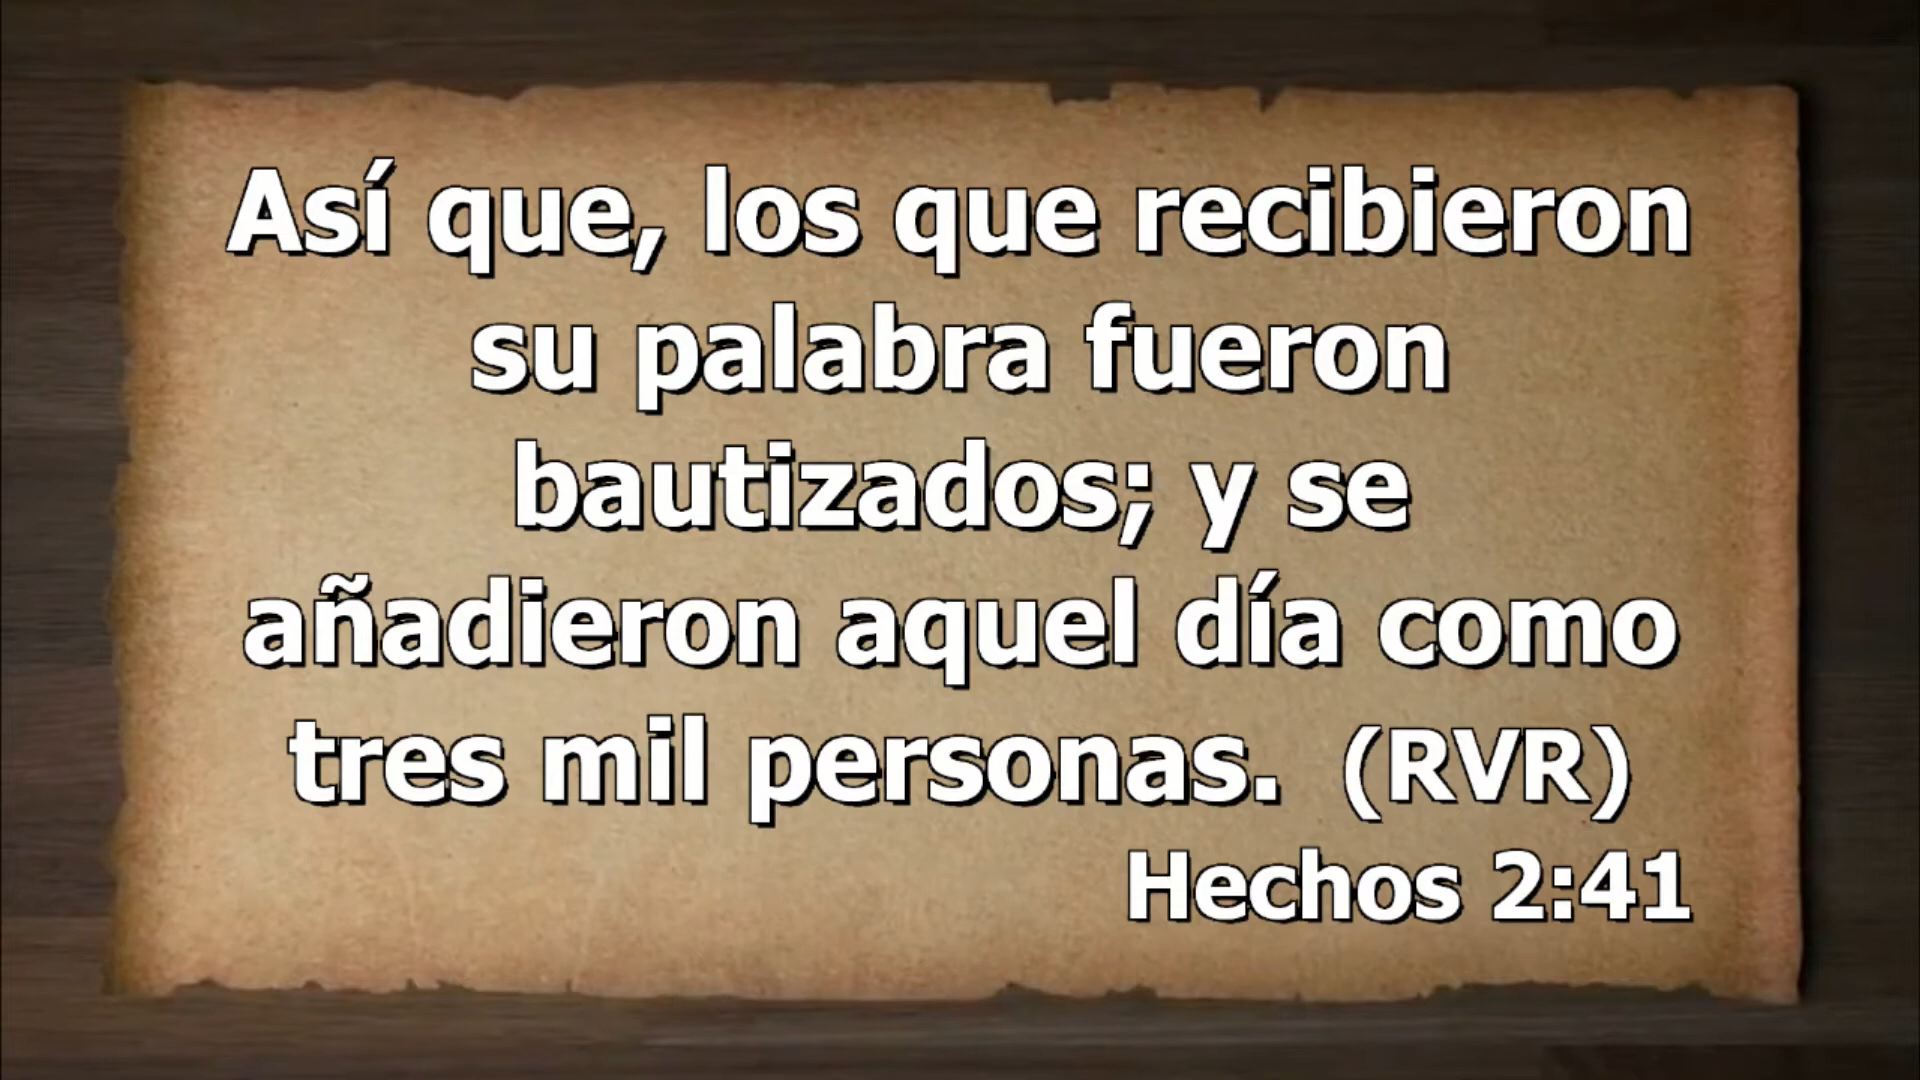 Así que, los que recibieron
su palabra fueron
bautizados; y se
añadieron aquel día como
tres mil personas. (RVR)
Hechos 2:41